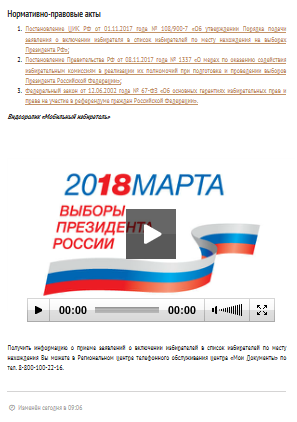 Нормативно-правовые акты
1. Постановление ЦИК РФ от 01.11.2017 года № 108/900-7 «Об утверждении Порядка подачи
заявления о включении избирателя в список избирателей по месту нахождения на выборах
Президента РФ»;
2. Постановление Правительства РФ от 08.11.2017 года № 1337 «О мерах по оказанию содействия
избирательным комиссиям в реализации их полномочий при подготовке и проведении выборов
Президента Российской Федерации»;
3. Федеральный закон от 12.06.2002 года № 67-ФЗ «Об основных гарантиях избирательных прав и
права на участие в референдуме граждан Российской Федерации».
Видеоролик «Мобильный избиратель»
2018МАРТА
ВЫБОРЫ
ПРЕЗИДЕНТА
РОССИИ
00:00 00:00
Получить информацию о приеме заявлений о включении избирателей в список избирателей по месту
нахождения Вы можете в Региональном центре телефонного обслуживания центра «Мои Документы» по
тел. 8-800-100-22-16.
Изменён сегодня в 09:06